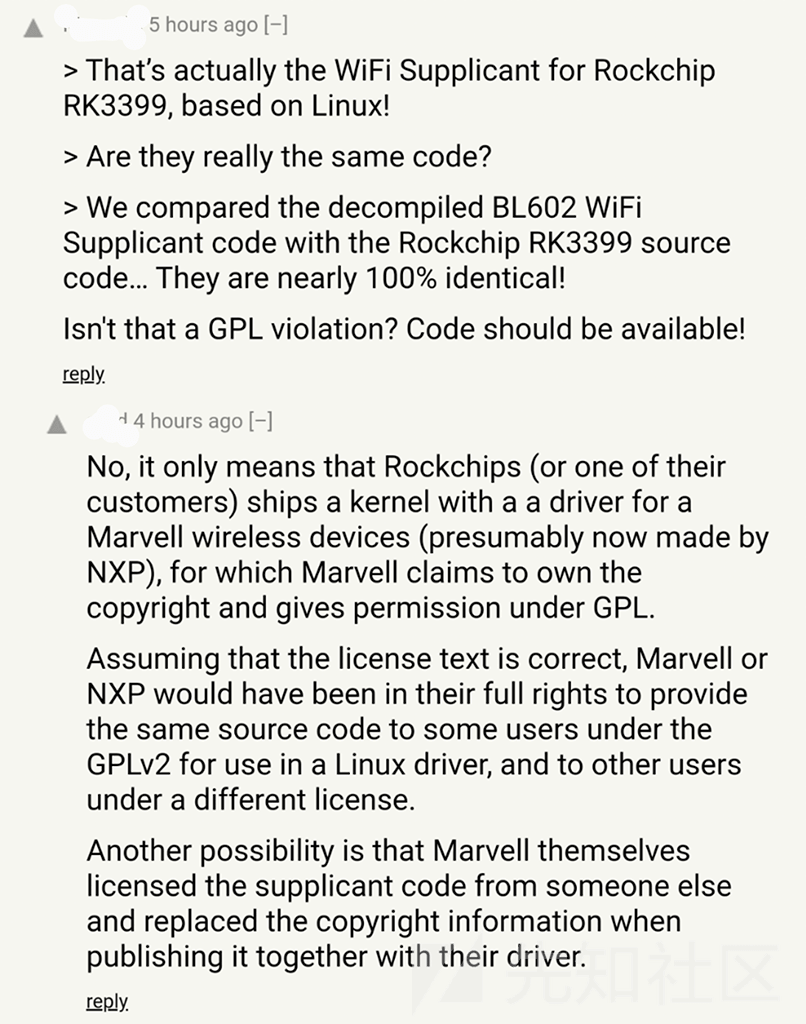 5 hours ago [–]
> That’s actually the WiFi Supplicant for Rockchip
RK3399, based on Linux!
> Are they really the same code?
> We compared the decompiled BL602 WiFi
Supplicant code with the Rockchip RK3399 source
code… They are nearly 100% identical!
Isn't that a GPL violation? Code should be available!
reply
4 hours ago [–]
No, it only means that Rockchips (or one of their
customers) ships a kernel with a a driver for a
Marvell wireless devices (presumably now made by
NXP), for which Marvell claims to own the
copyright and gives permission under GPL.
Assuming that the license text is correct, Marvell or
NXP would have been in their full rights to provide
the same source code to some users under the
GPLv2 for use in a Linux driver, and to other users
under a different license.
Another possibility is that Marvell themselves
licensed the supplicant code from someone else
and replaced the copyright information when
publishing it together with their driver.
先知社区
reply